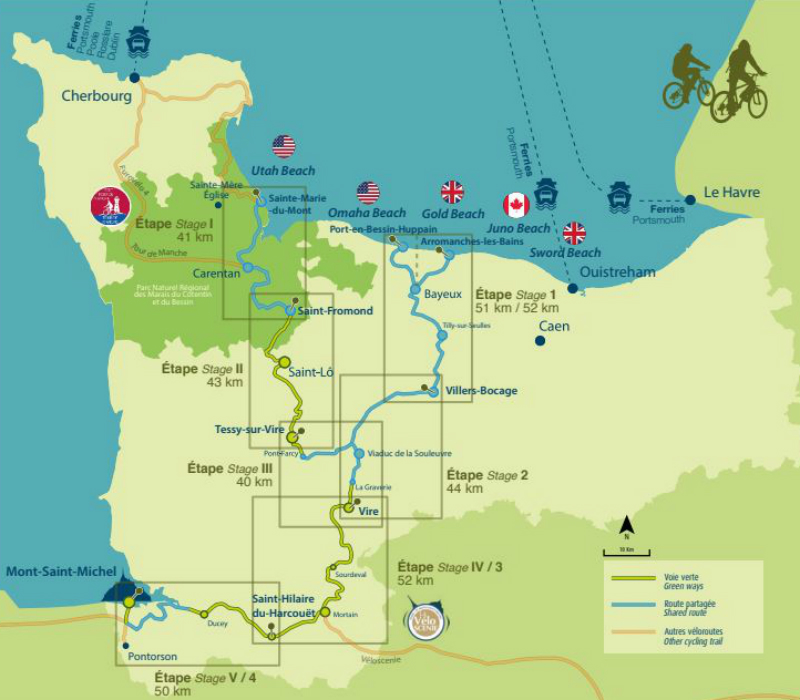 Ferries
Portsmouth
Poole
Rosslare
Dublin
Cherbourg
Ferries
Portsmouth
Utah Beach
Omaha Beach
Gold Beach
Juno Beach
Sword Beach
Le Havre
Ferries
Portsmouth
Eurovélo 4
Sainte-Mère
Église
Sainte-Marie
-du-Mont
Port-en-Bessin-Huppain
Arromanches-les-Bains
Étape Stage I
41 km
Tour de Manche
Carentan
Parc Naturel Régional
des Marais du Cotentin
et du Bessin
Saint-Fromond
Bayeux
Ouistreham
Étape Stage 1
51 km / 52 km
Caen
Tilly-sur-Seulles
Étape Stage II
43 km
Saint-Lô
Villers-Bocage
Tessy-sur-Vire
Pont-Farcy
Viaduc de la Souleuvre
Étape Stage III
40 km
Étape Stage 2
44 km
La Graverie
Vire
N
10 Km
Étape Stage IV / 3
52 km
Sourdeval
Mont-Saint-Michel
Saint-Hilaire
du-Harcouët
Mortain
Ducey
Vélo
SCÉNIE
Véloscenie
Pontorson
Étape Stage V / 4
50 km
Voie verte
Green ways
Route partagée
Shared route
Autres véloroutes
Other cycling trail